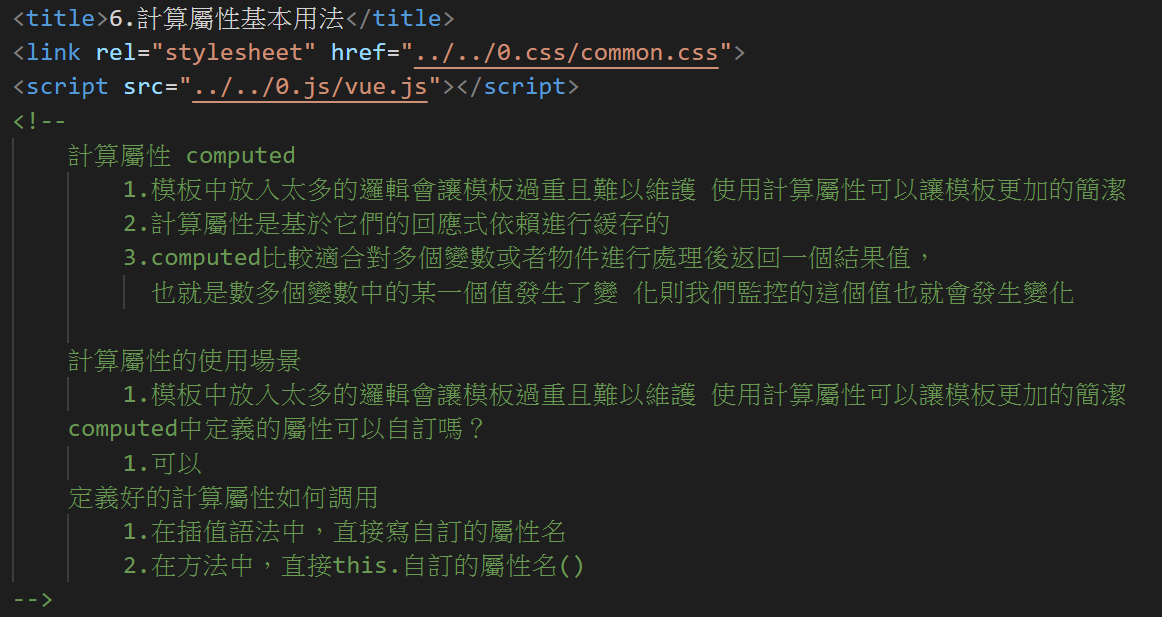 <title>6.計算屬性基本用法</title>
<link rel="stylesheet" href="../../0.css/common.css">
<script src="../../0.js/vue.js"></script>
<!--
計算屬性 computed
1.模板中放入太多的邏輯會讓模板過重且難以維護 使用計算屬性可以讓模板更加的簡潔
2.計算屬性是基於它們的回應式依賴進行緩存的
3.computed比較適合對多個變數或者物件進行處理後返回一個結果值，
也就是數多個變數中的某一個值發生了變 化則我們監控的這個值也就會發生變化
計算屬性的使用場景
1.模板中放入太多的邏輯會讓模板過重且難以維護 使用計算屬性可以讓模板更加的簡潔
computed中定義的屬性可以自訂嗎？
1.可以
定義好的計算屬性如何調用
1.在插值語法中，直接寫自訂的屬性名
2.在方法中，直接this.自訂的屬性名()
-->